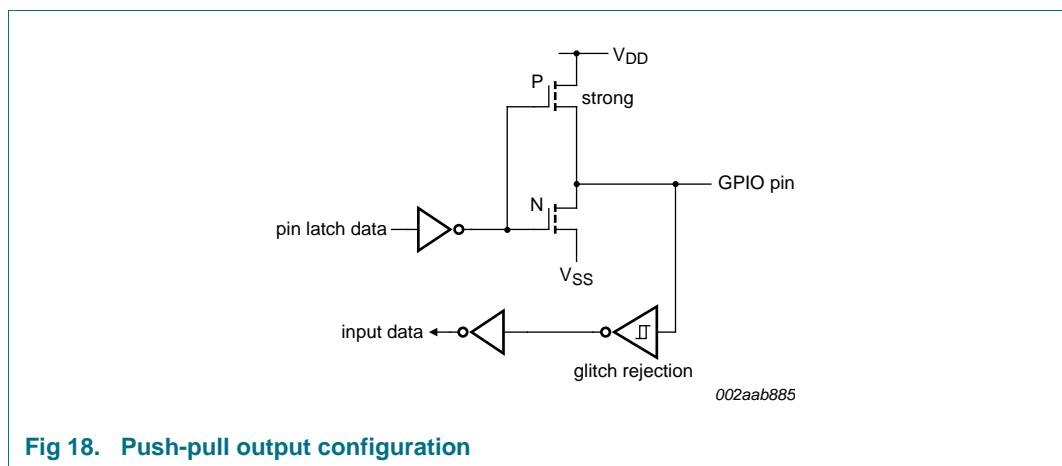 VDD
P
strong
GPIO pin
N
pin latch data
VSS
input data
glitch rejection
002aab885
Fig 18. Push-pull output configuration